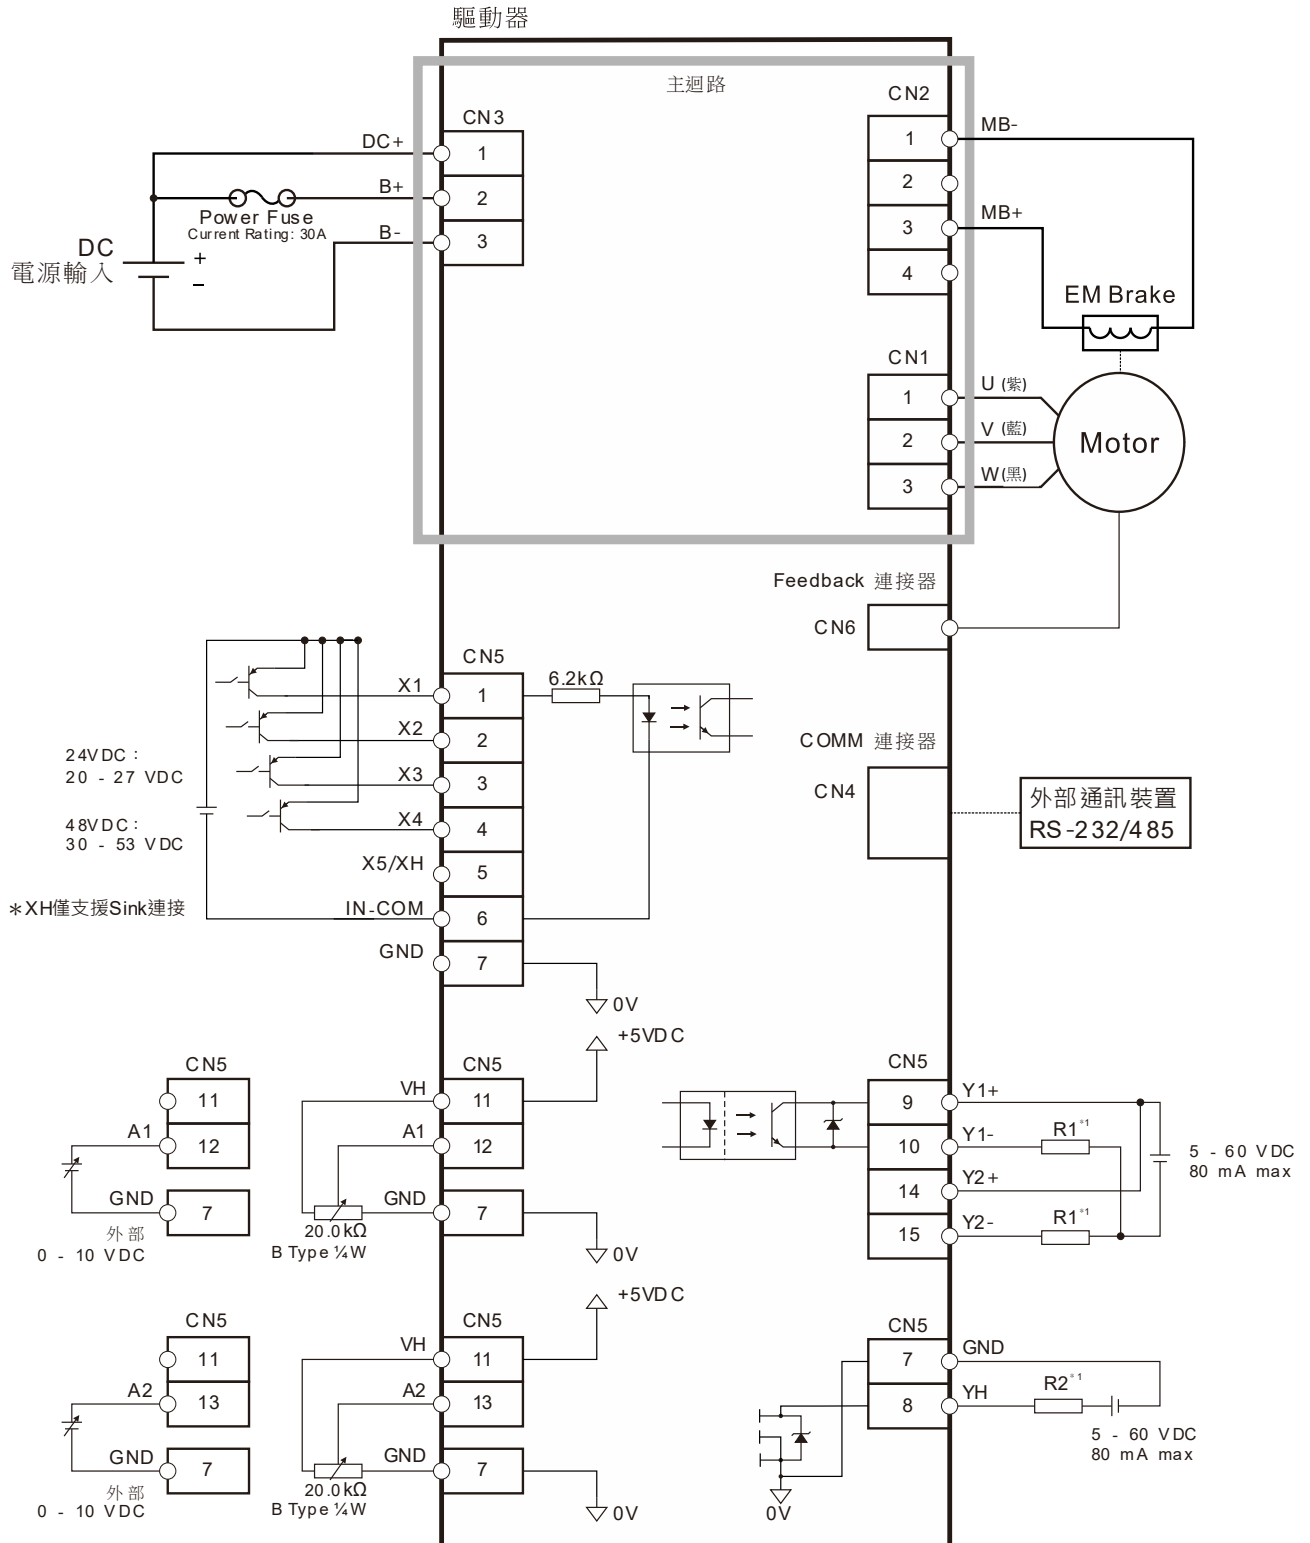 驅動器
主迴路
CN3
DC+
1
B+
2
Power Fuse
Current Rating: 30A
B-
3
DC
電源輸入
+
−
CN2
1
MB-
2
3
MB+
4
EM Brake
CN1
1
U (紫)
2
V (藍)
3
W(黑)
Motor
Feedback 連接器
CN6
COMM 連接器
CN4
外部通訊裝置
RS-232/485
CN5
X1
1
6.2kΩ
X2
2
X3
3
X4
4
X5/XH
5
IN-COM
6
GND
7
0V
24VDC：
20 - 27 VDC
48VDC：
30 - 53 VDC
＊XH僅支援Sink連接
CN5
11
A1
12
GND
7
外部
0 - 10 VDC
CN5
VH
11
+5VDC
A1
12
GND
7
20.0kΩ
B Type ¼W
0V
CN5
11
A2
13
GND
7
外部
0 - 10 VDC
CN5
VH
11
+5VDC
A2
13
GND
7
20.0kΩ
B Type ¼W
0V
CN5
9
Y1+
10
Y1-
R1*1
14
Y2+
15
Y2-
R1*1
5 - 60 VDC
80 mA max
CN5
7
GND
8
YH
R2*1
5 - 60 VDC
80 mA max
0V